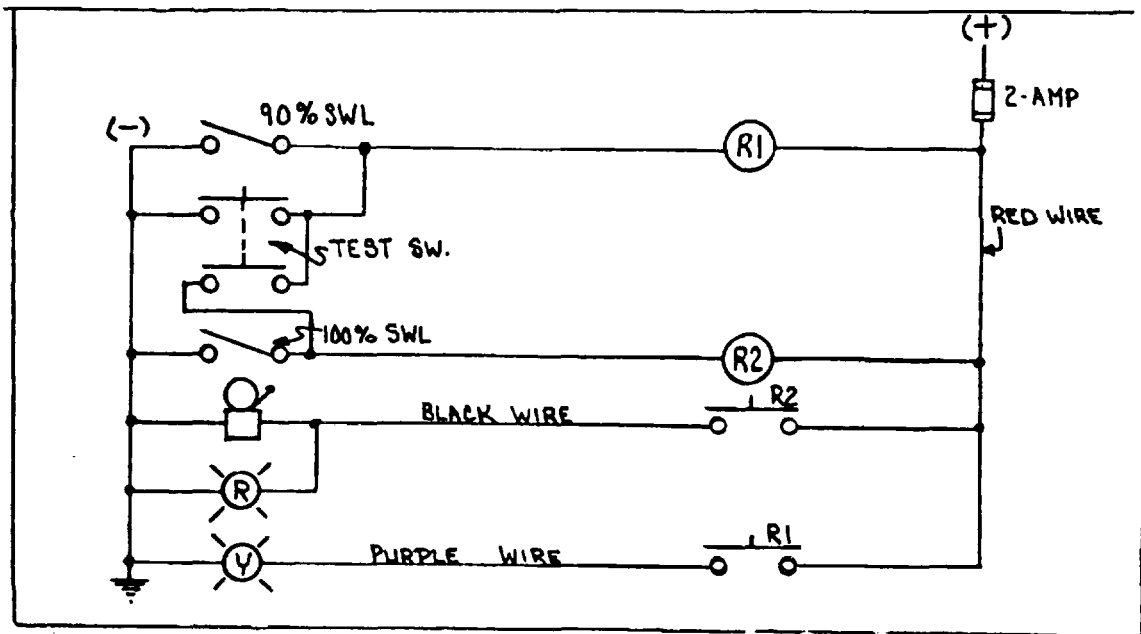 (+)
2-AMP
90% SWL
(-)
R1
RED WIRE
TEST SW.
100% SWL
R2
R2
BLACK WIRE
R
R1
PURPLE WIRE
Y